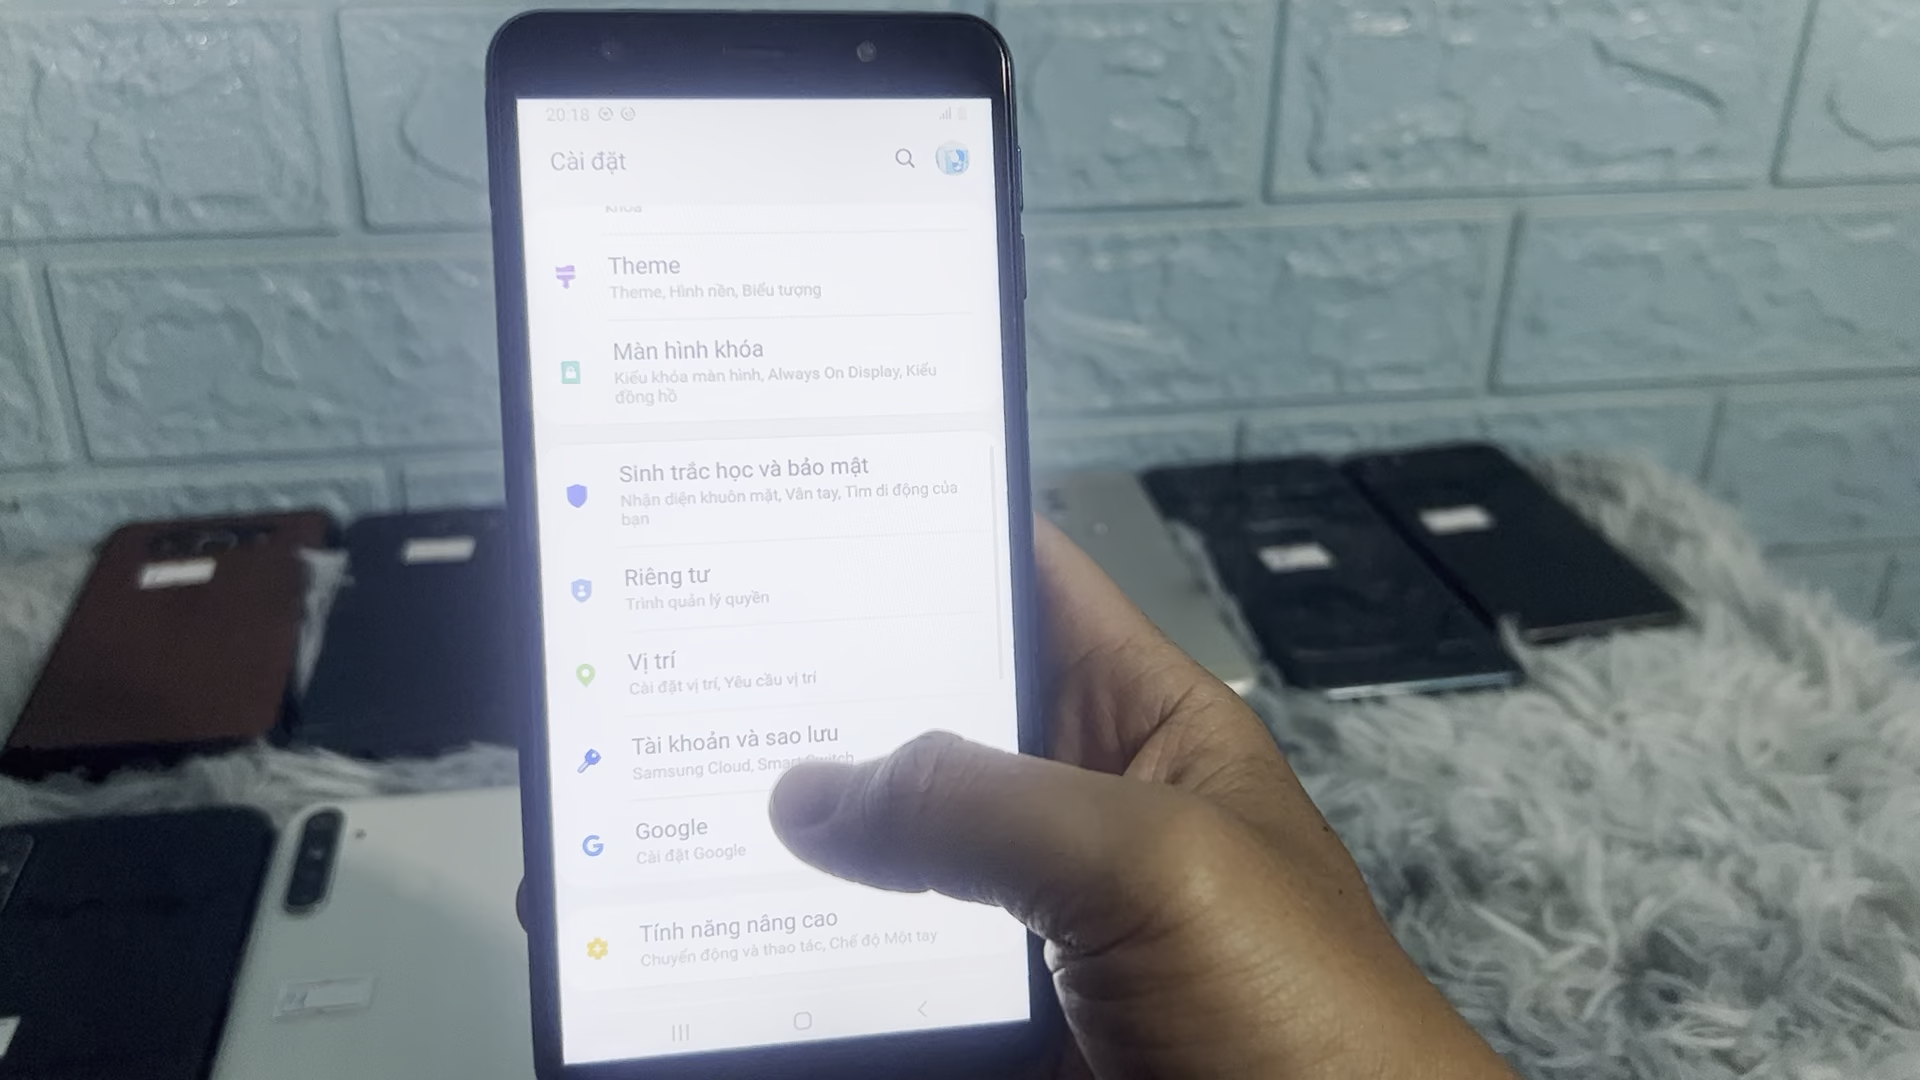 20:18
Cài đặt
khóa
Theme
Theme, Hình nền, Biểu tượng
Màn hình khóa
Kiểu khóa màn hình, Always On Display, Kiểu
đồng hồ
Sinh trắc học và bảo mật
Nhận diện khuôn mặt, Vân tay, Tìm di động của
bạn
Riêng tư
Trình quản lý quyền
Vị trí
Cài đặt vị trí, Yêu cầu vị trí
Tài khoản và sao lưu
Samsung Cloud, Smart Switch
Google
Cài đặt Google
Tính năng nâng cao
Chuyển động và thao tác, Chế độ Một tay